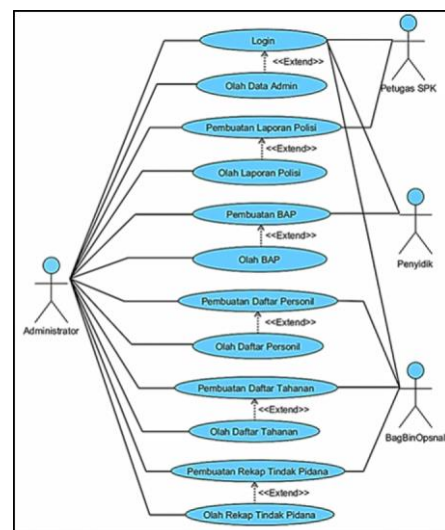 Login
Petugas SPK
<<Extend>>
Olah Data Admin
Pembuatan Laporan Polisi
<<Extend>>
Olah Laporan Polisi
Pembuatan BAP
Penyidik
<<Extend>>
Olah BAP
Administrator
Pembuatan Daftar Personil
<<Extend>>
Olah Daftar Personil
Pembuatan Daftar Tahanan
BagBinOpsnal
<<Extend>>
Olah Daftar Tahanan
Pembuatan Rekap Tindak Pidana
<<Extend>>
Olah Rekap Tindak Pidana